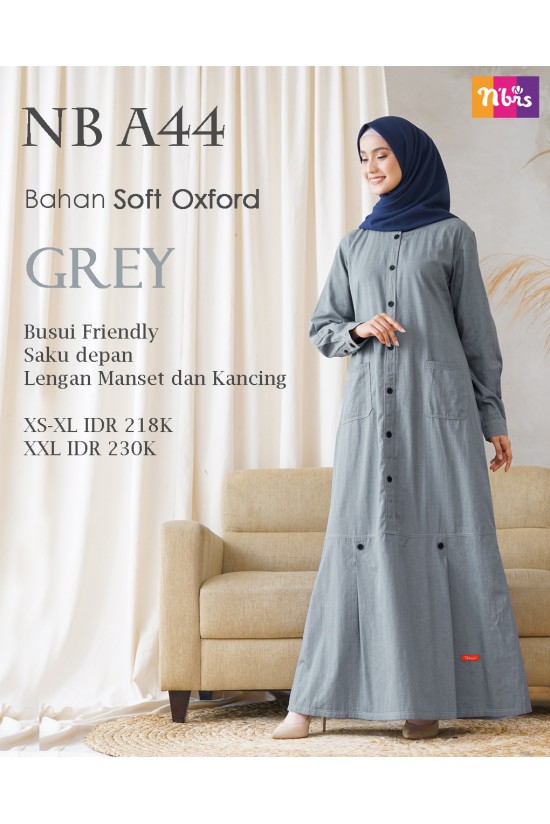 N'brs
NB A44
Bahan Soft Oxford
GREY
Busui Friendly
Saku depan
Lengan Manset dan Kancing
XS-XL IDR 218K
XXL IDR 230K